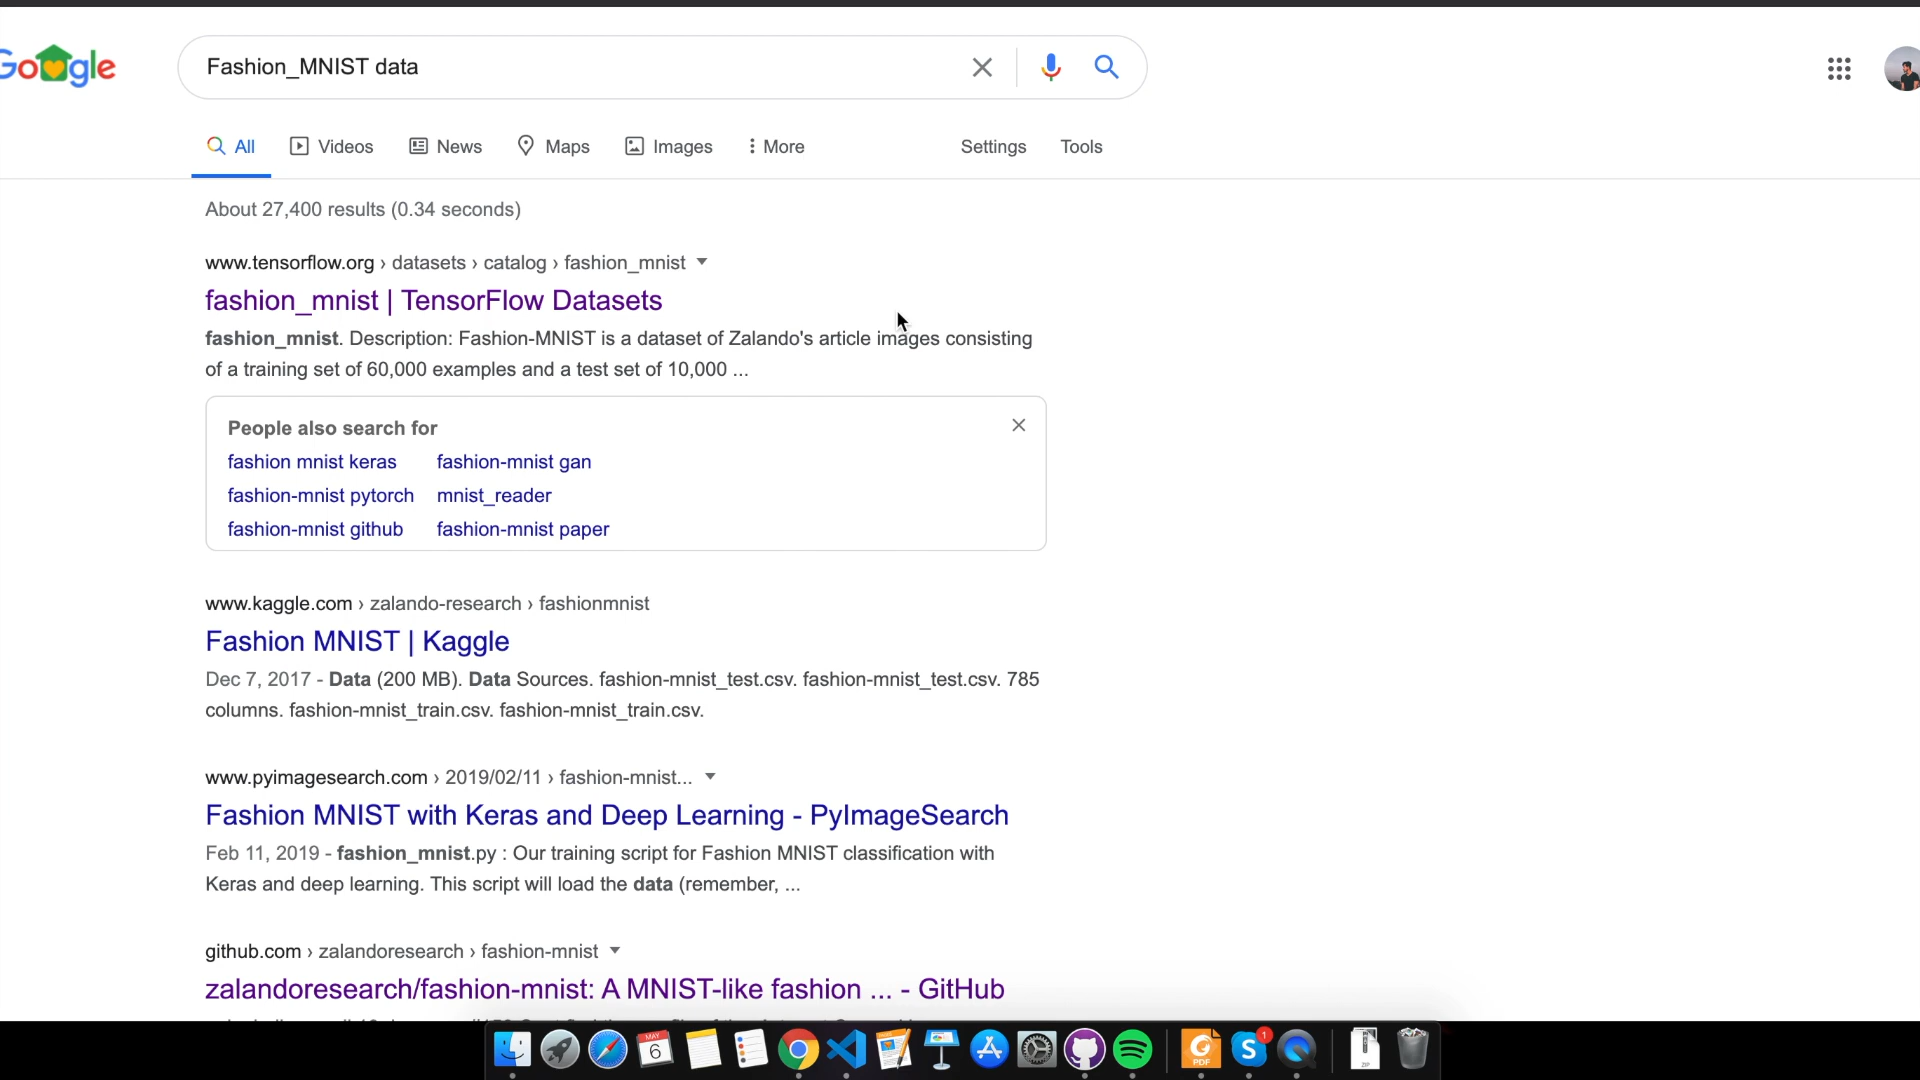 Google
Fashion_MNIST data
All
Videos
News
Maps
Images
More
Settings
Tools
About 27,400 results (0.34 seconds)
www.tensorflow.org › datasets › catalog › fashion_mnist
fashion_mnist | TensorFlow Datasets
fashion_mnist. Description: Fashion-MNIST is a dataset of Zalando's article images consisting
of a training set of 60,000 examples and a test set of 10,000 ...
People also search for
fashion mnist keras fashion-mnist gan
fashion-mnist pytorch mnist_reader
fashion-mnist github fashion-mnist paper
www.kaggle.com › zalando-research › fashionmnist
Fashion MNIST | Kaggle
Dec 7, 2017 - Data (200 MB). Data Sources. fashion-mnist_test.csv. fashion-mnist_test.csv. 785
columns. fashion-mnist_train.csv. fashion-mnist_train.csv.
www.pyimagesearch.com › 2019/02/11 › fashion-mnist...
Fashion MNIST with Keras and Deep Learning - PyImageSearch
Feb 11, 2019 - fashion_mnist.py : Our training script for Fashion MNIST classification with
Keras and deep learning. This script will load the data (remember, ...
github.com › zalandoresearch › fashion-mnist
zalandoresearch/fashion-mnist: A MNIST-like fashion ... - GitHub
MAY
6
PDF
1
ZIP